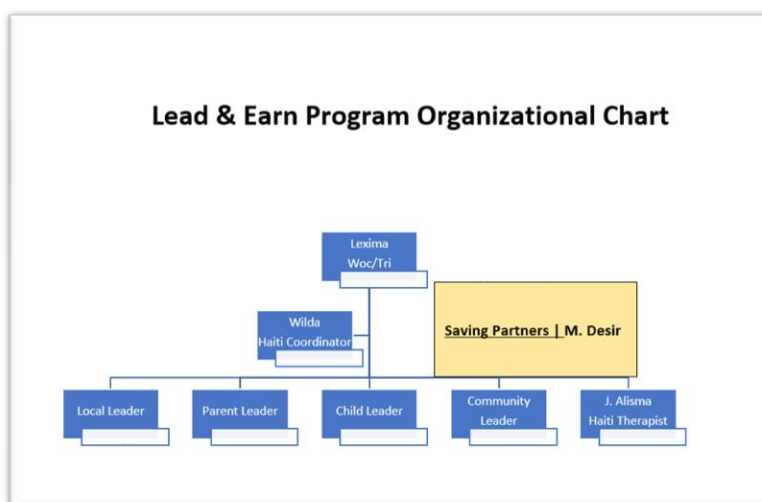 Lead & Earn Program Organizational Chart
Lexima
Woc/Tri
Wilda
Haiti Coordinator
Saving Partners | M. Desir
Local Leader
Parent Leader
Child Leader
Community
Leader
J. Alisma
Haiti Therapist